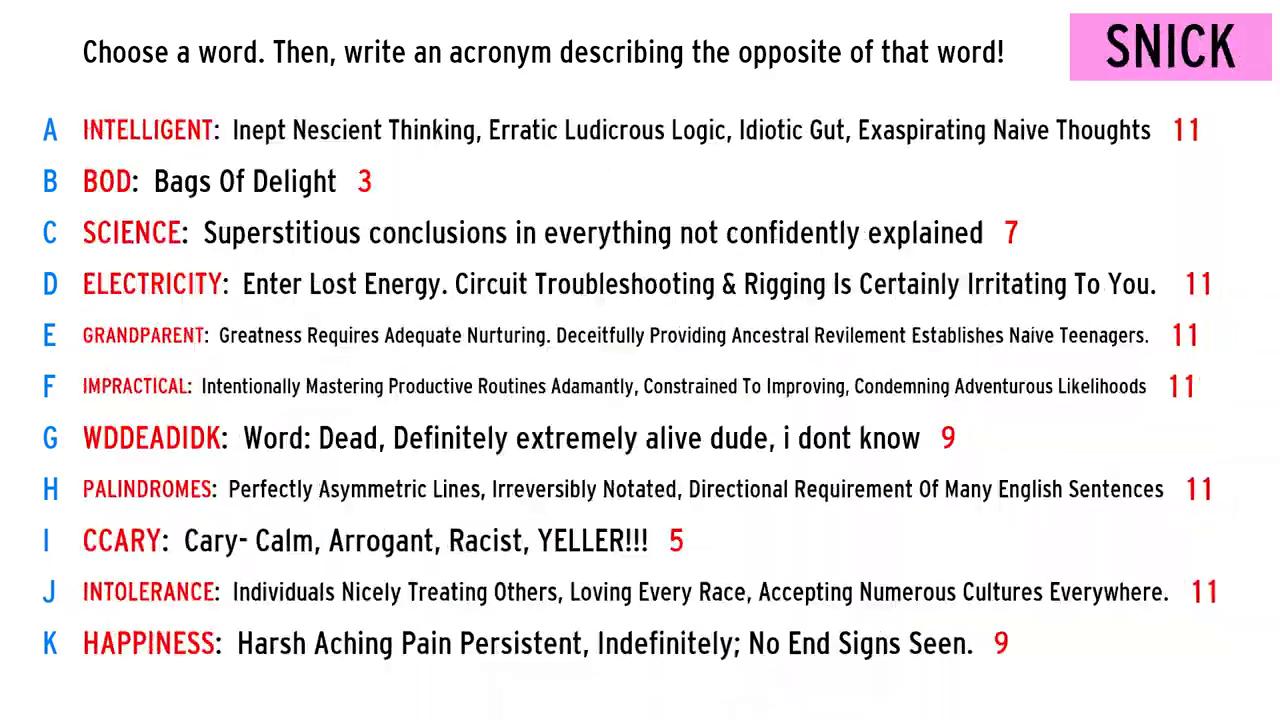 Choose a word. Then, write an acronym describing the opposite of that word!
SNICK
A INTELLIGENT: Inept Nescient Thinking, Erratic Ludicrous Logic, Idiotic Gut, Exaspirating Naive Thoughts 11
B BOD: Bags Of Delight 3
C SCIENCE: Superstitious conclusions in everything not confidently explained 7
D ELECTRICITY: Enter Lost Energy. Circuit Troubleshooting & Rigging Is Certainly Irritating To You. 11
E GRANDPARENT: Greatness Requires Adequate Nurturing. Deceitfully Providing Ancestral Revilement Establishes Naive Teenagers. 11
F IMPRACTICAL: Intentionally Mastering Productive Routines Adamantly, Constrained To Improving, Condemning Adventurous Likelihoods 11
G WDDEADIDK: Word: Dead, Definitely extremely alive dude, i dont know 9
H PALINDROMES: Perfectly Asymmetric Lines, Irreversibly Notated, Directional Requirement Of Many English Sentences 11
I CCARY: Cary- Calm, Arrogant, Racist, YELLER!!! 5
J INTOLERANCE: Individuals Nicely Treating Others, Loving Every Race, Accepting Numerous Cultures Everywhere. 11
K HAPPINESS: Harsh Aching Pain Persistent, Indefinitely; No End Signs Seen. 9